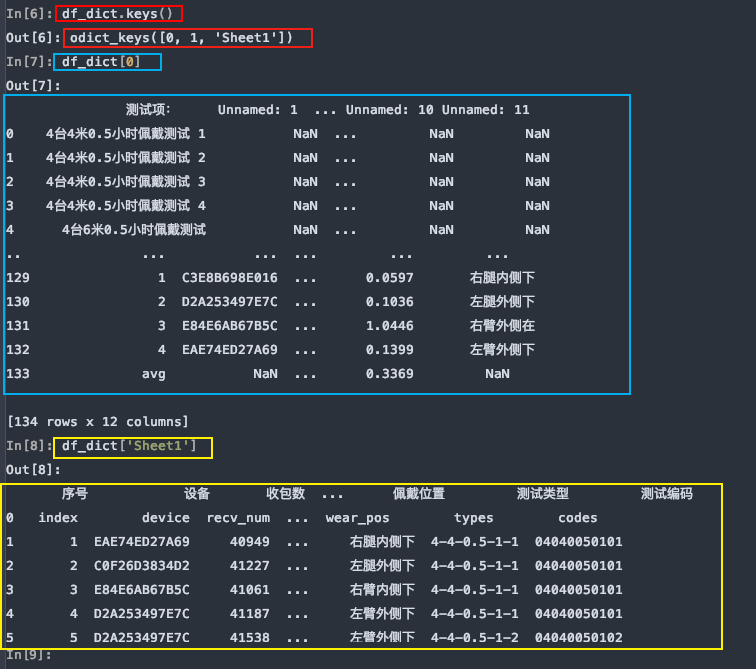 In[6]: df_dict.keys()
Out[6]: odict_keys([0, 1, 'Sheet1'])
In[7]: df_dict[0]
Out[7]:
测试项: Unnamed: 1 ... Unnamed: 10 Unnamed: 11
0 4台4米0.5小时佩戴测试 1 NaN ... NaN NaN
1 4台4米0.5小时佩戴测试 2 NaN ... NaN NaN
2 4台4米0.5小时佩戴测试 3 NaN ... NaN NaN
3 4台4米0.5小时佩戴测试 4 NaN ... NaN NaN
4 4台6米0.5小时佩戴测试 NaN ... NaN NaN
.. ... ... ... ... ...
129 1 C3E8B698E016 ... 0.0597 右腿内侧下
130 2 D2A253497E7C ... 0.1036 左腿外侧下
131 3 E84E6AB67B5C ... 1.0446 右臂外侧在
132 4 EAE74ED27A69 ... 0.1399 左臂外侧下
133 avg NaN ... 0.3369 NaN
[134 rows x 12 columns]
In[8]: df_dict['Sheet1']
Out[8]:
序号 设备 收包数 ... 佩戴位置 测试类型 测试编码
0 index device recv_num ... wear_pos types codes
1 1 EAE74ED27A69 40949 ... 右腿内侧下 4-4-0.5-1-1 04040050101
2 2 C0F26D3834D2 41227 ... 左腿外侧下 4-4-0.5-1-1 04040050101
3 3 E84E6AB67B5C 41061 ... 右臂内侧下 4-4-0.5-1-1 04040050101
4 4 D2A253497E7C 41187 ... 左臂外侧下 4-4-0.5-1-1 04040050101
5 5 D2A253497E7C 41538 ... 左臂外侧下 4-4-0.5-1-2 04040050102
In[9]: